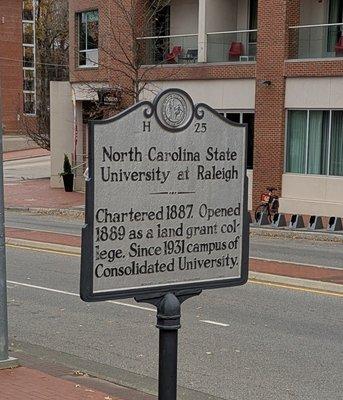 H 25
North Carolina State
University at Raleigh
Chartered 1887. Opened
1889 as a land grant col-
lege. Since 1931 campus of
Consolidated University.